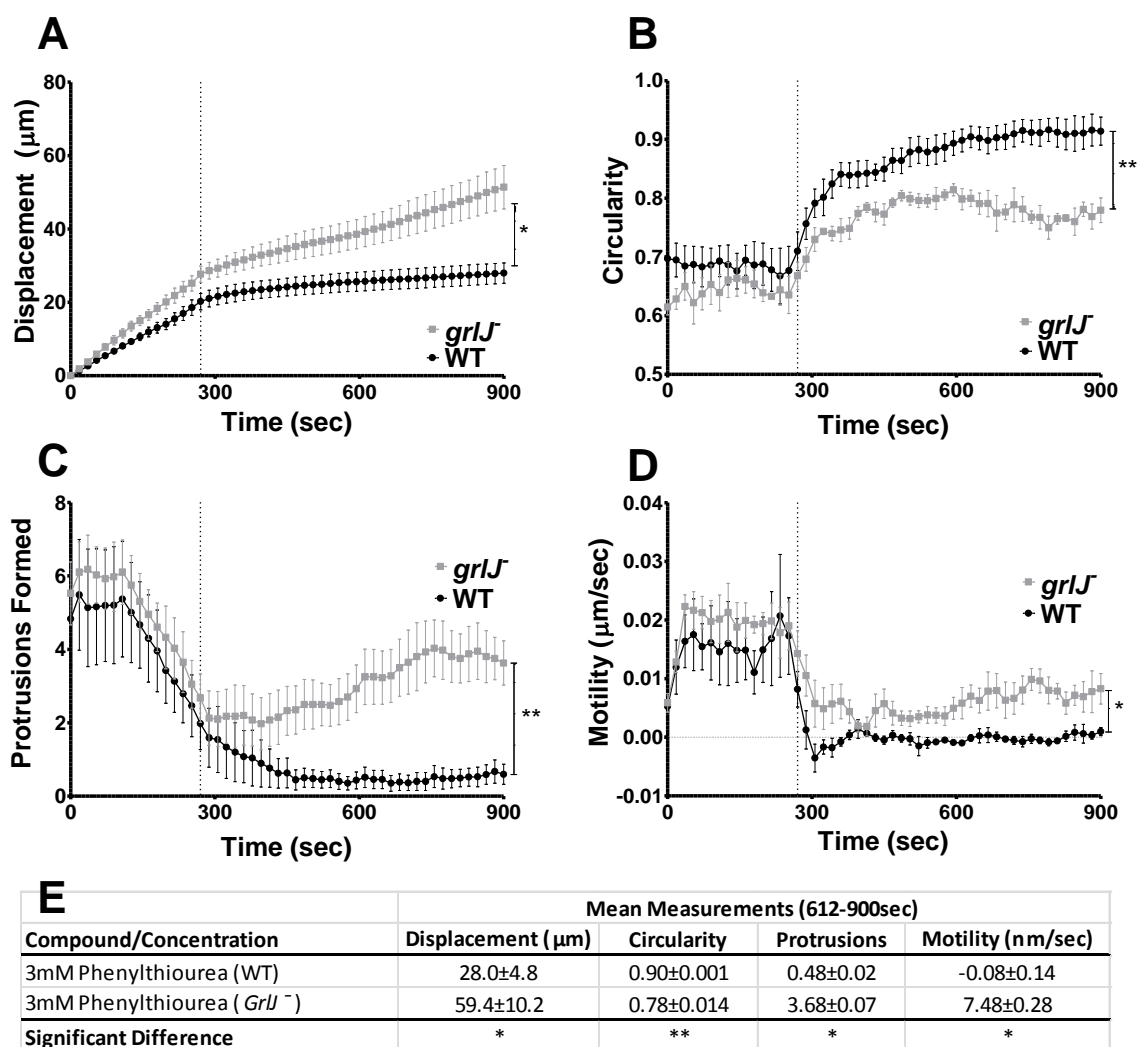 A
Displacement (μm)
80
60
40
20
0
0 300 600 900
Time (sec)
grlJ-
WT
*
B
Circularity
1.0
0.9
0.8
0.7
0.6
0.5
0 300 600 900
Time (sec)
grlJ-
WT
**
C
Protrusions Formed
8
6
4
2
0
0 300 600 900
Time (sec)
grlJ-
WT
**
D
Motility (μm/sec)
0.04
0.03
0.02
0.01
0.00
-0.01
0 300 600 900
Time (sec)
grlJ-
WT
*
E
Mean Measurements (612-900sec)
Compound/Concentration Displacement (μm) Circularity Protrusions Motility (nm/sec)
3mM Phenylthiourea (WT) 28.0±4.8 0.90±0.001 0.48±0.02 -0.08±0.14
3mM Phenylthiourea (GrlJ-) 59.4±10.2 0.78±0.014 3.68±0.07 7.48±0.28
Significant Difference * ** * *